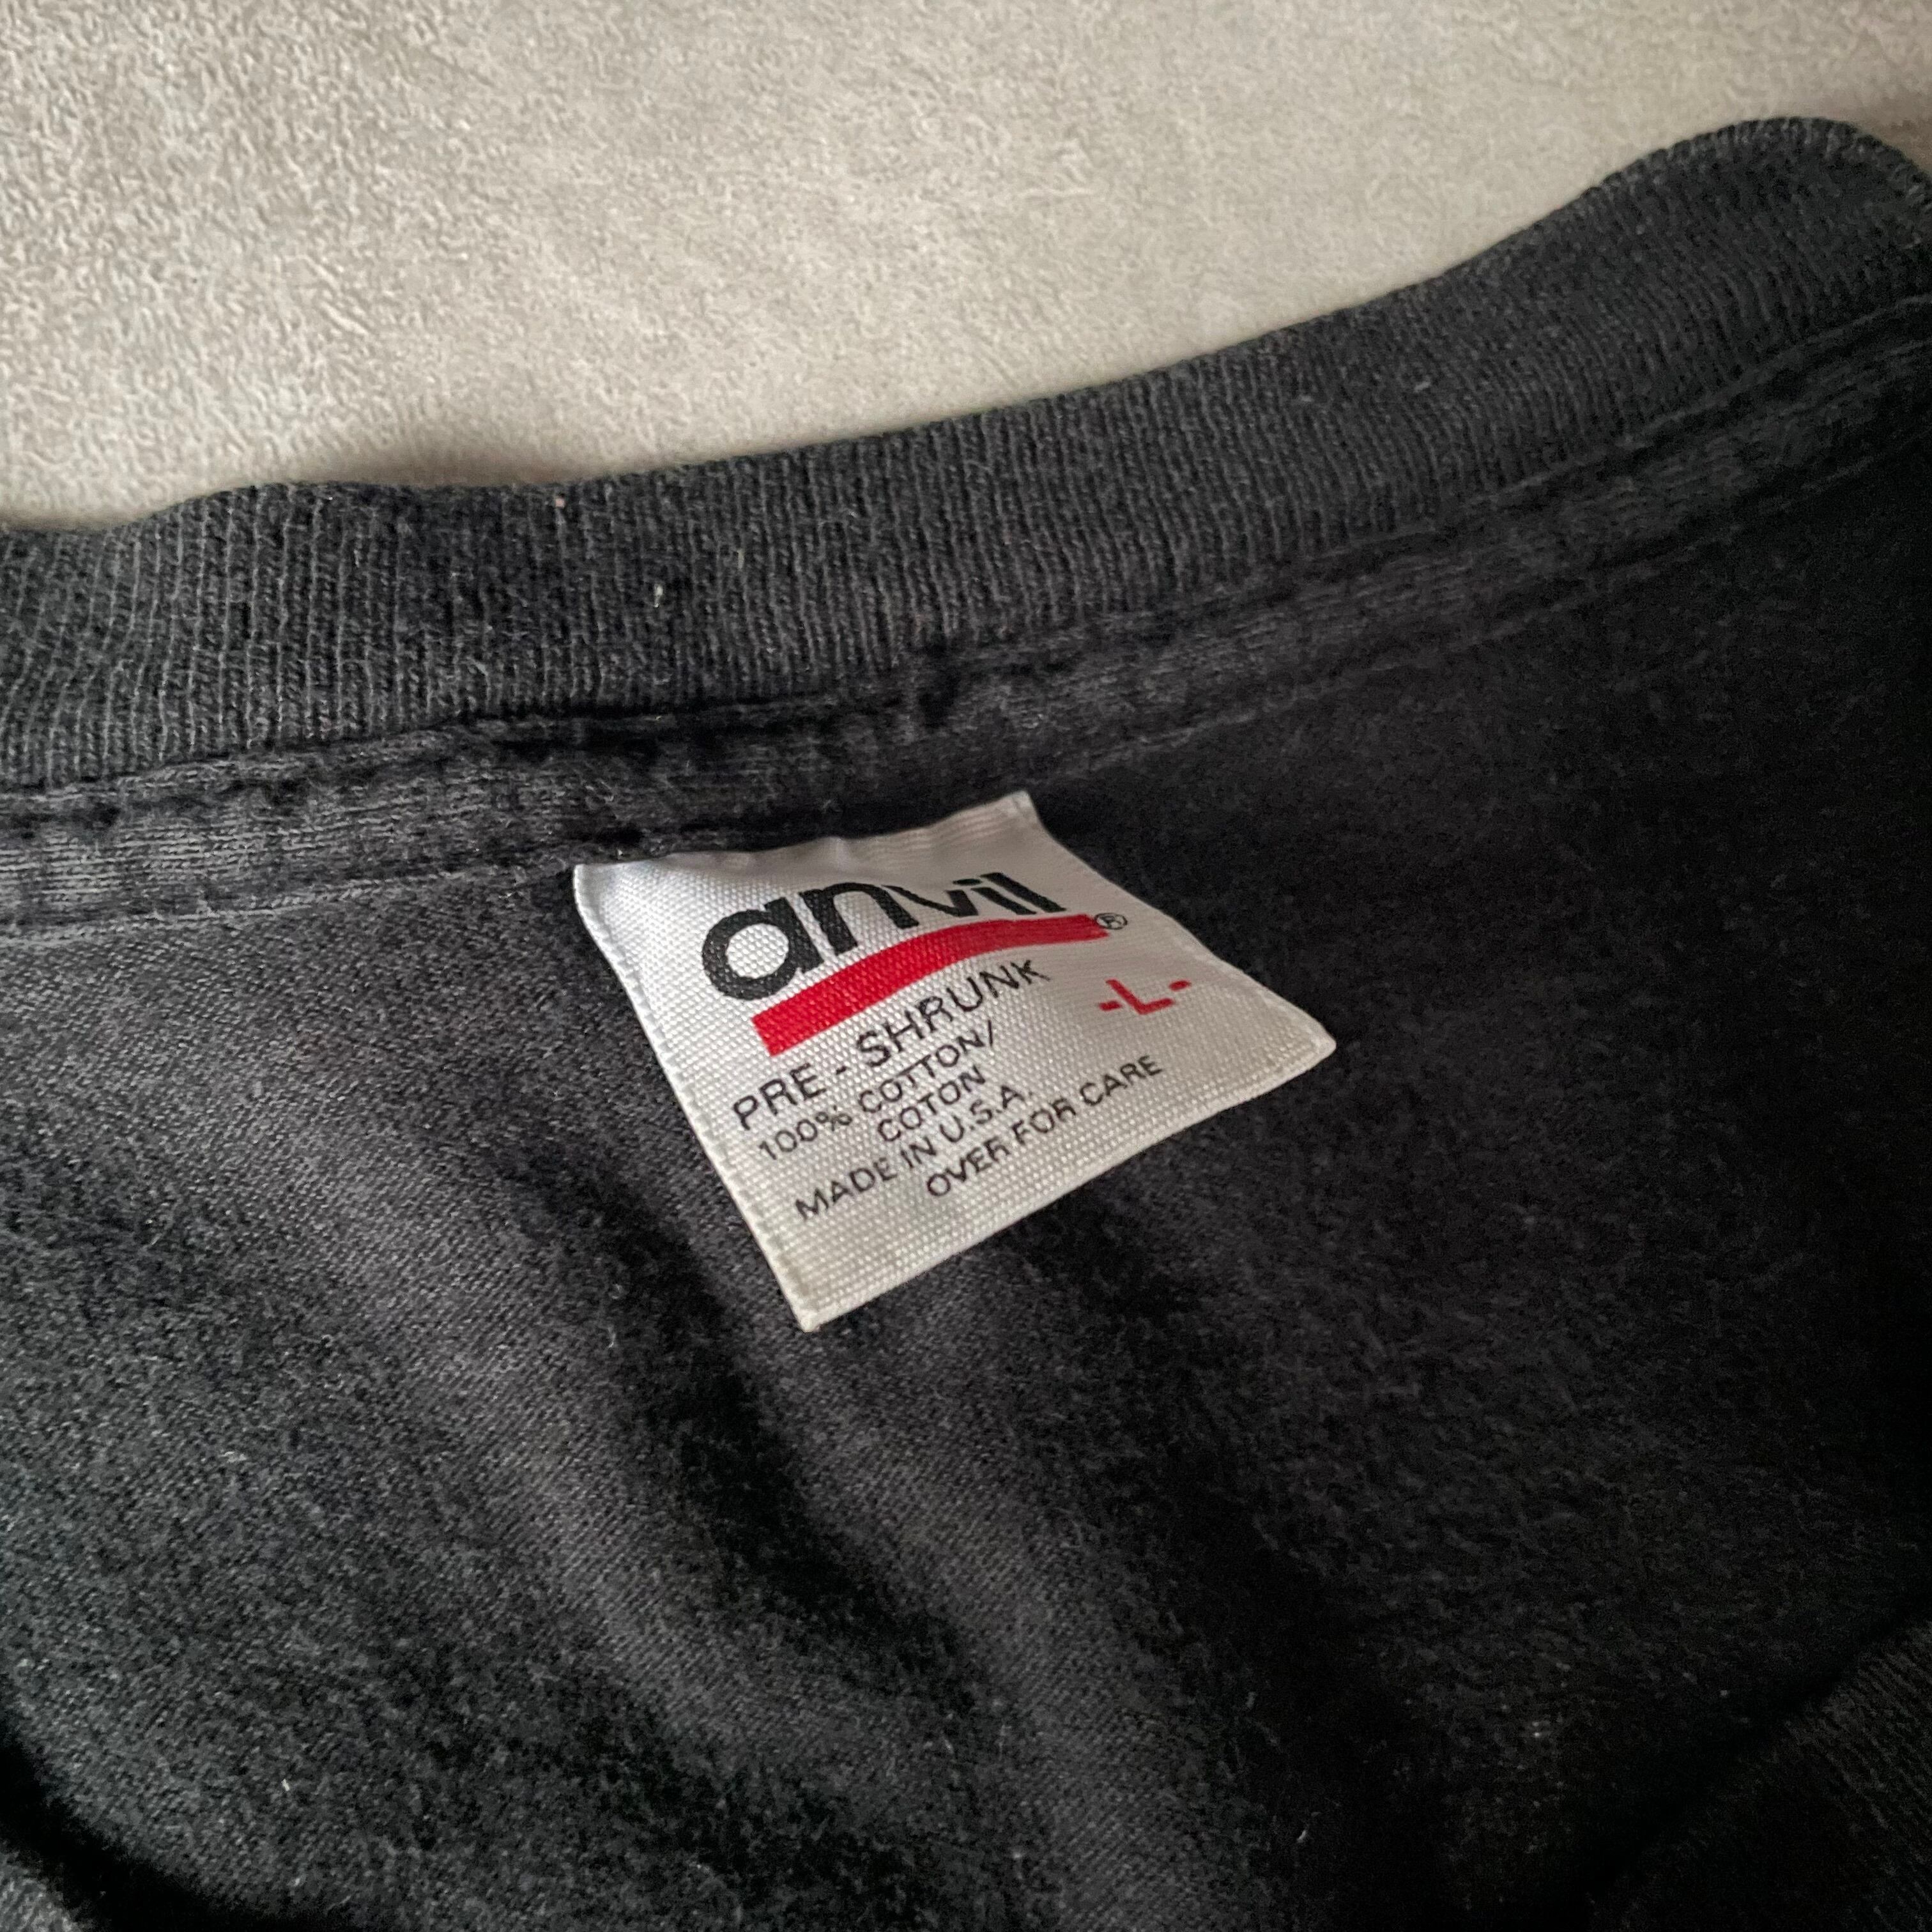 anvil®
PRE-SHRUNK
-L-
100% COTTON/
COTON
MADE IN U.S.A.
OVER FOR CARE